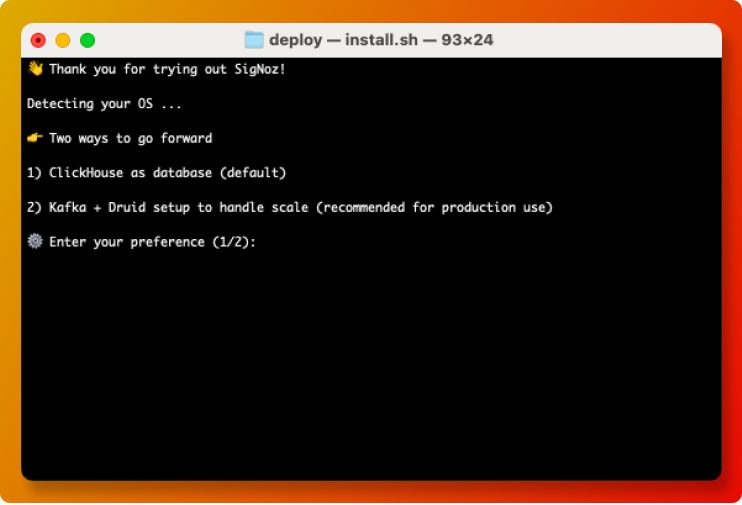 deploy — install.sh — 93×24
👋 Thank you for trying out SigNoz!
Detecting your OS ...
👉 Two ways to go forward
1) ClickHouse as database (default)
2) Kafka + Druid setup to handle scale (recommended for production use)
⚙️ Enter your preference (1/2):